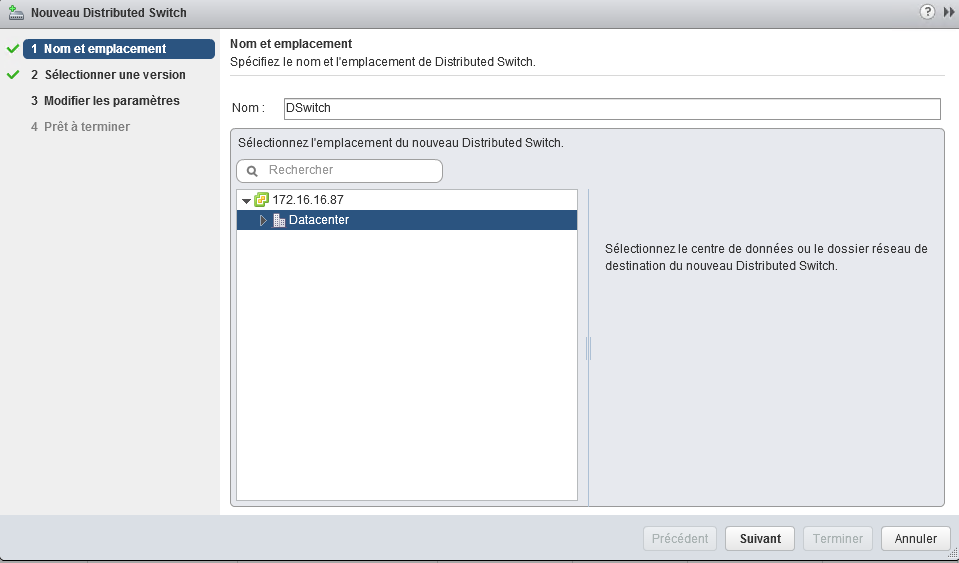 Nouveau Distributed Switch
1 Nom et emplacement
2 Sélectionner une version
3 Modifier les paramètres
4 Prêt à terminer
Nom et emplacement
Spécifiez le nom et l'emplacement de Distributed Switch.
Nom : DSwitch
Sélectionnez l'emplacement du nouveau Distributed Switch.
Rechercher
172.16.16.87
Datacenter
Sélectionnez le centre de données ou le dossier réseau de
destination du nouveau Distributed Switch.
Précédent Suivant Terminer Annuler